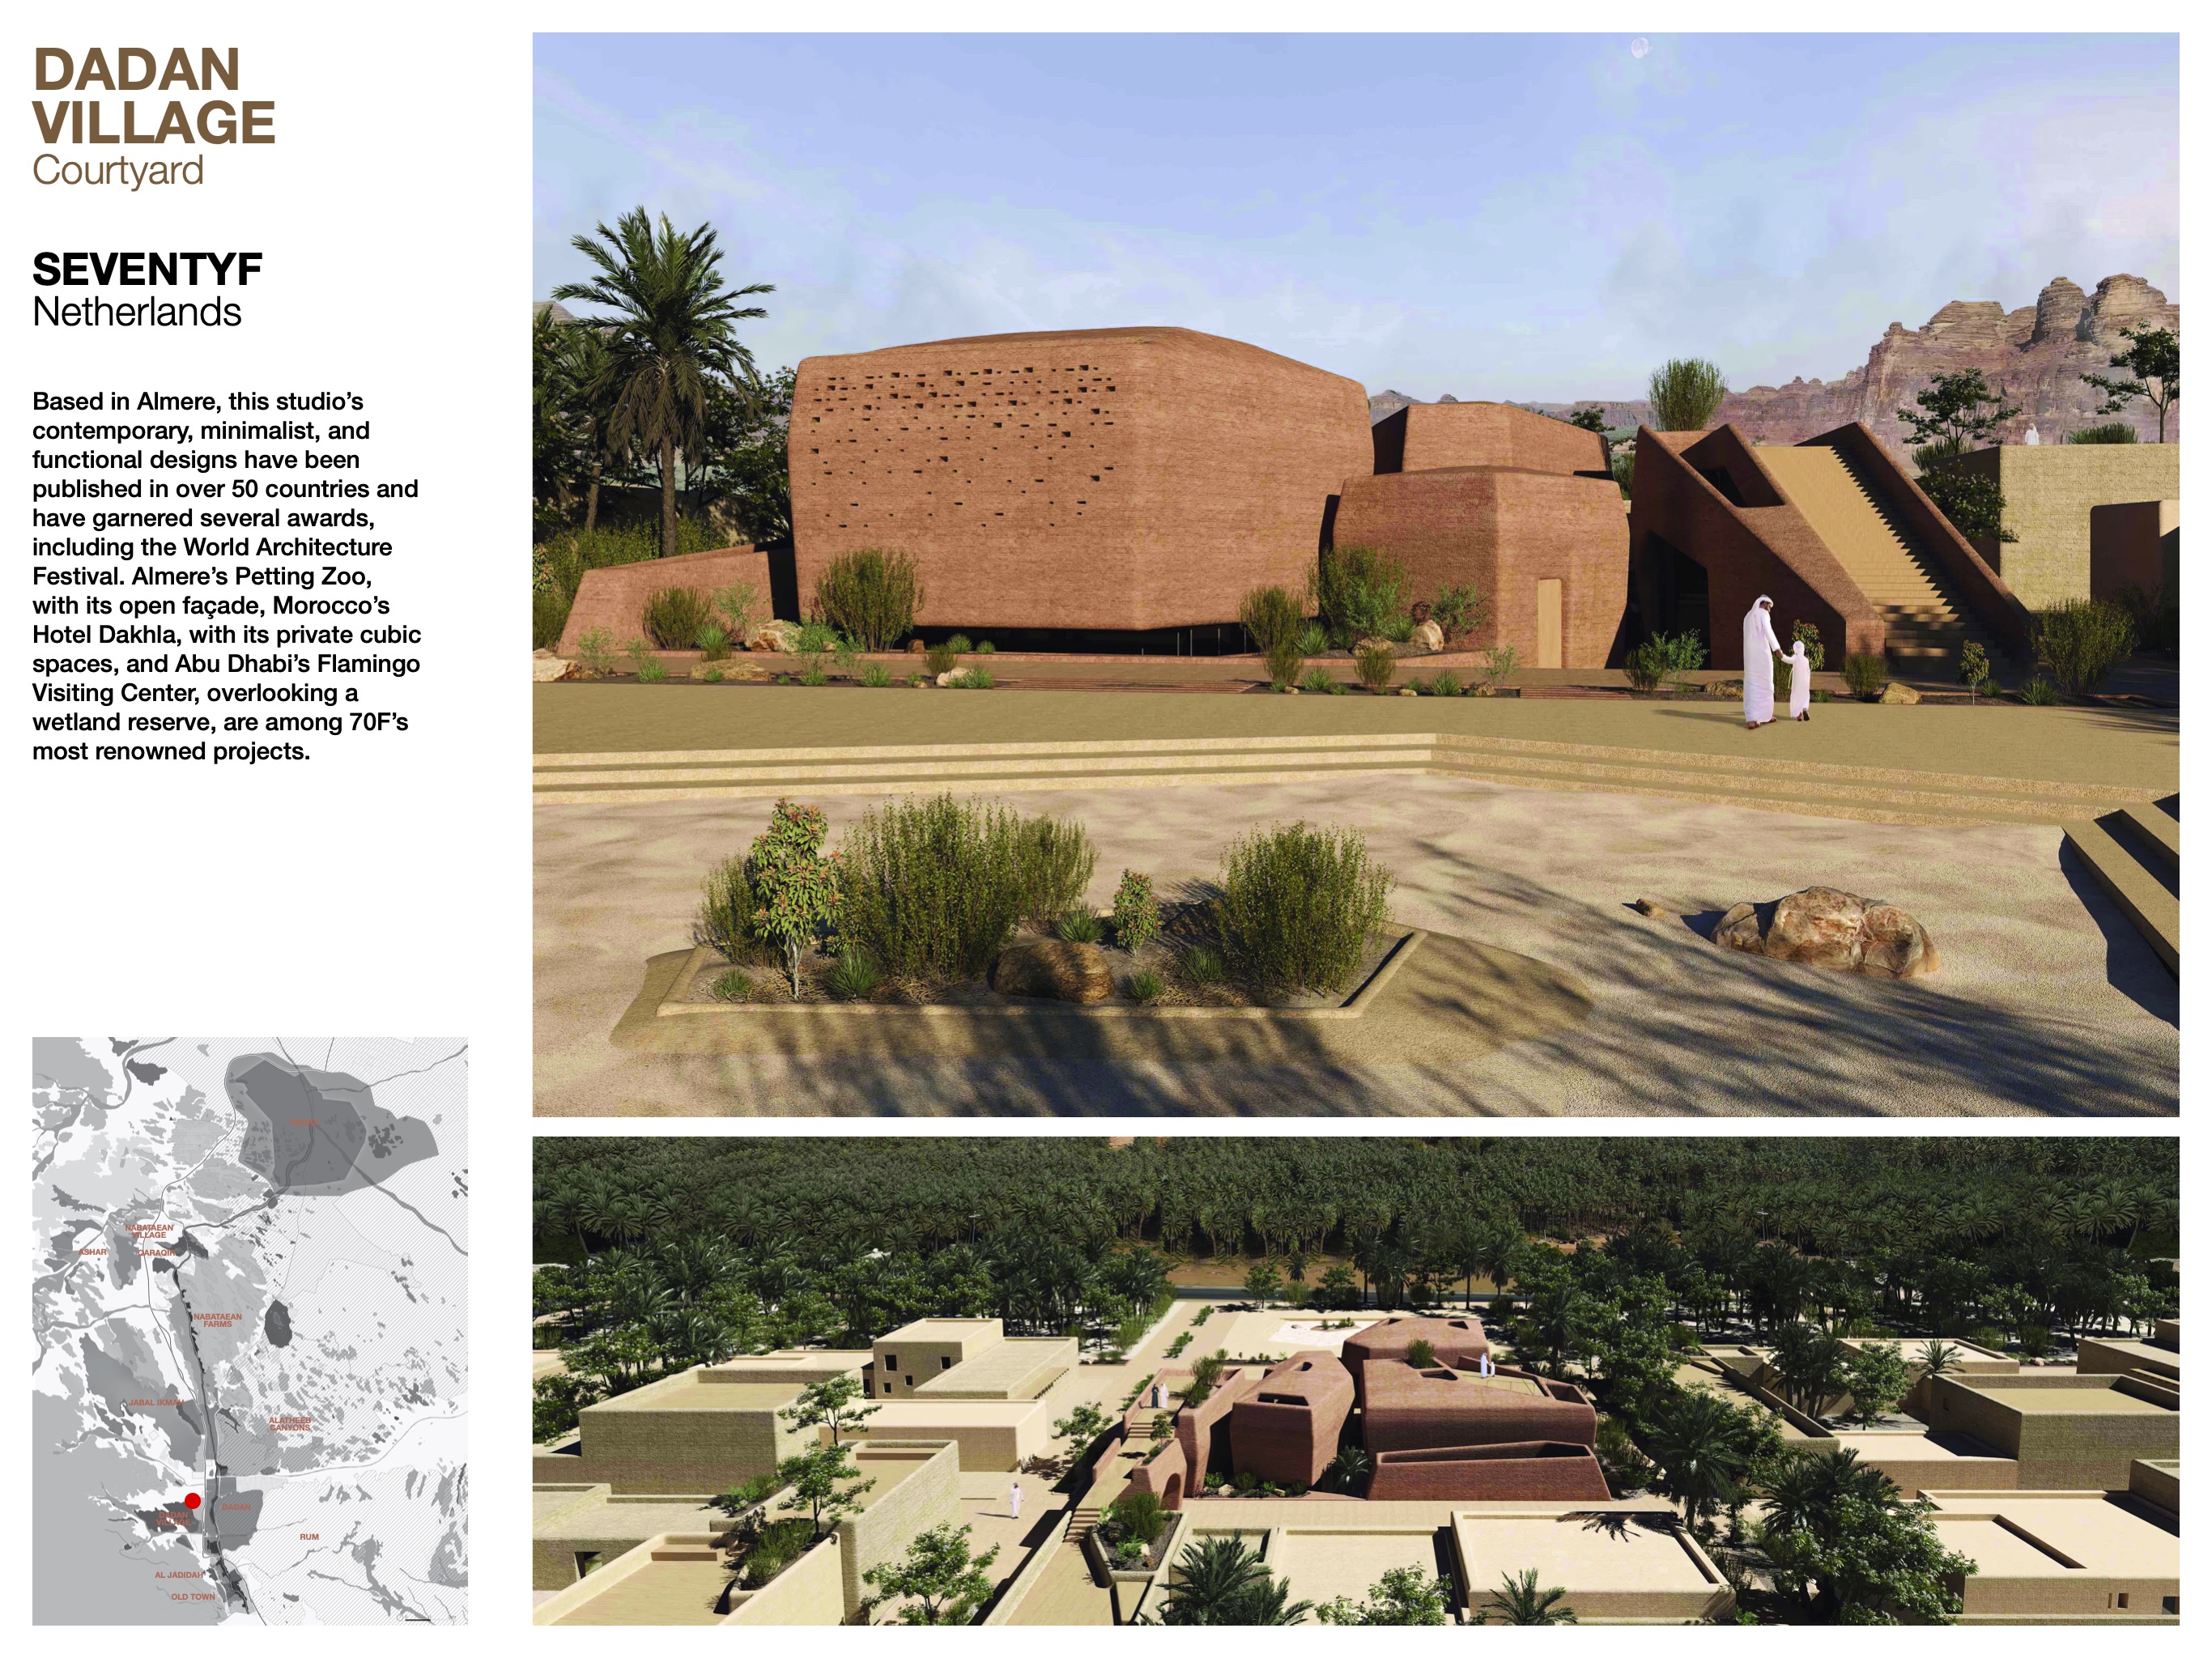 DADAN
VILLAGE
Courtyard
SEVENTYF
Netherlands
Based in Almere, this studio’s
contemporary, minimalist, and
functional designs have been
published in over 50 countries and
have garnered several awards,
including the World Architecture
Festival. Almere’s Petting Zoo,
with its open façade, Morocco’s
Hotel Dakhla, with its private cubic
spaces, and Abu Dhabi’s Flamingo
Visiting Center, overlooking a
wetland reserve, are among 70F’s
most renowned projects.
NABATAEAN
VILLAGE
ASHAR
QARAQIR
NABATAEAN
FARMS
JABAL IKMAH
ALATHEEB
CANYONS
DADAN
DADAN
VILLAGE
RUM
AL JADIDAH
OLD TOWN